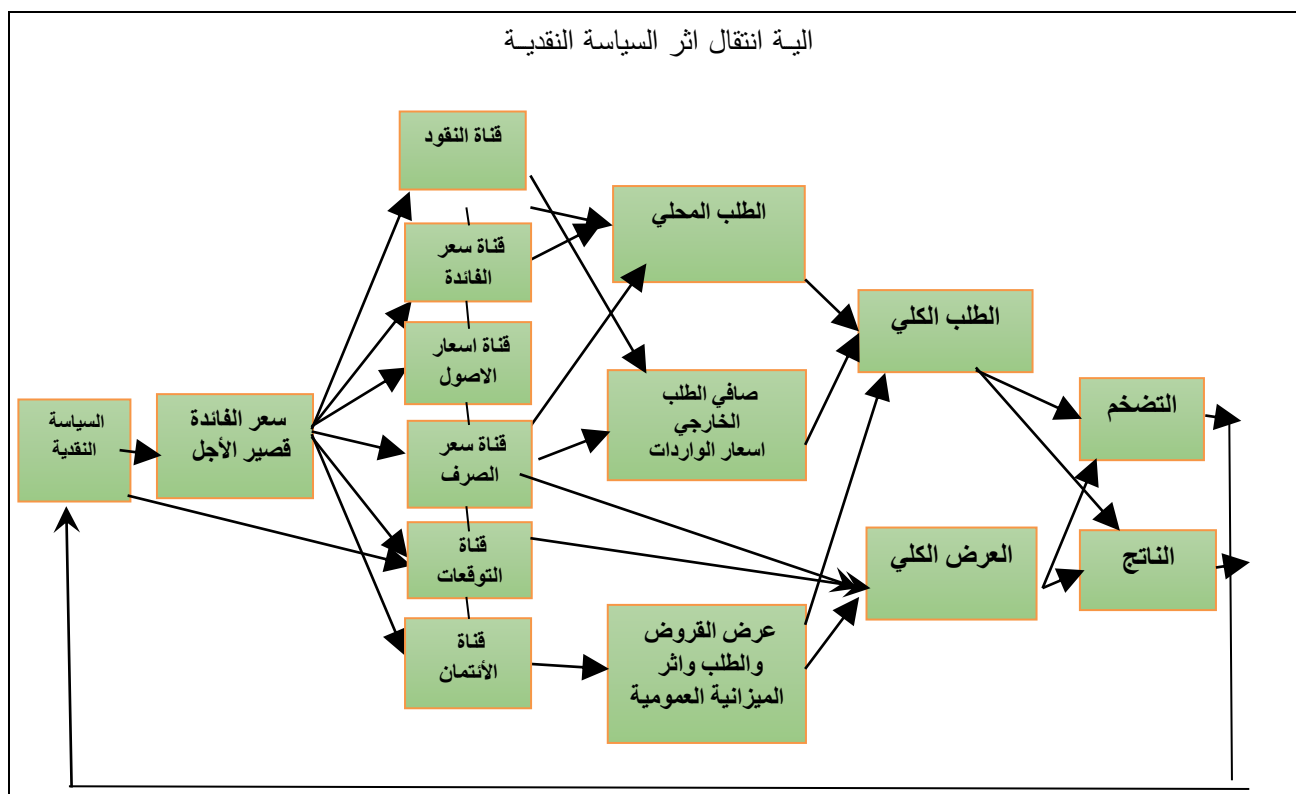 اليـة انتقال اثر السياسة النقديـة
قناة النقود
قناة سعر
الفائدة
قناة اسعار
الاصول
قناة سعر
الصرف
قناة
التوقعات
قناة
الأئتمان
السياسة
النقدية
سعر الفائدة
قصير الأجل
الطلب المحلي
صافي الطلب
الخارجي
اسعار الواردات
عرض القروض
والطلب واثر
الميزانية العمومية
الطلب الكلي
العرض الكلي
التضخم
الناتج